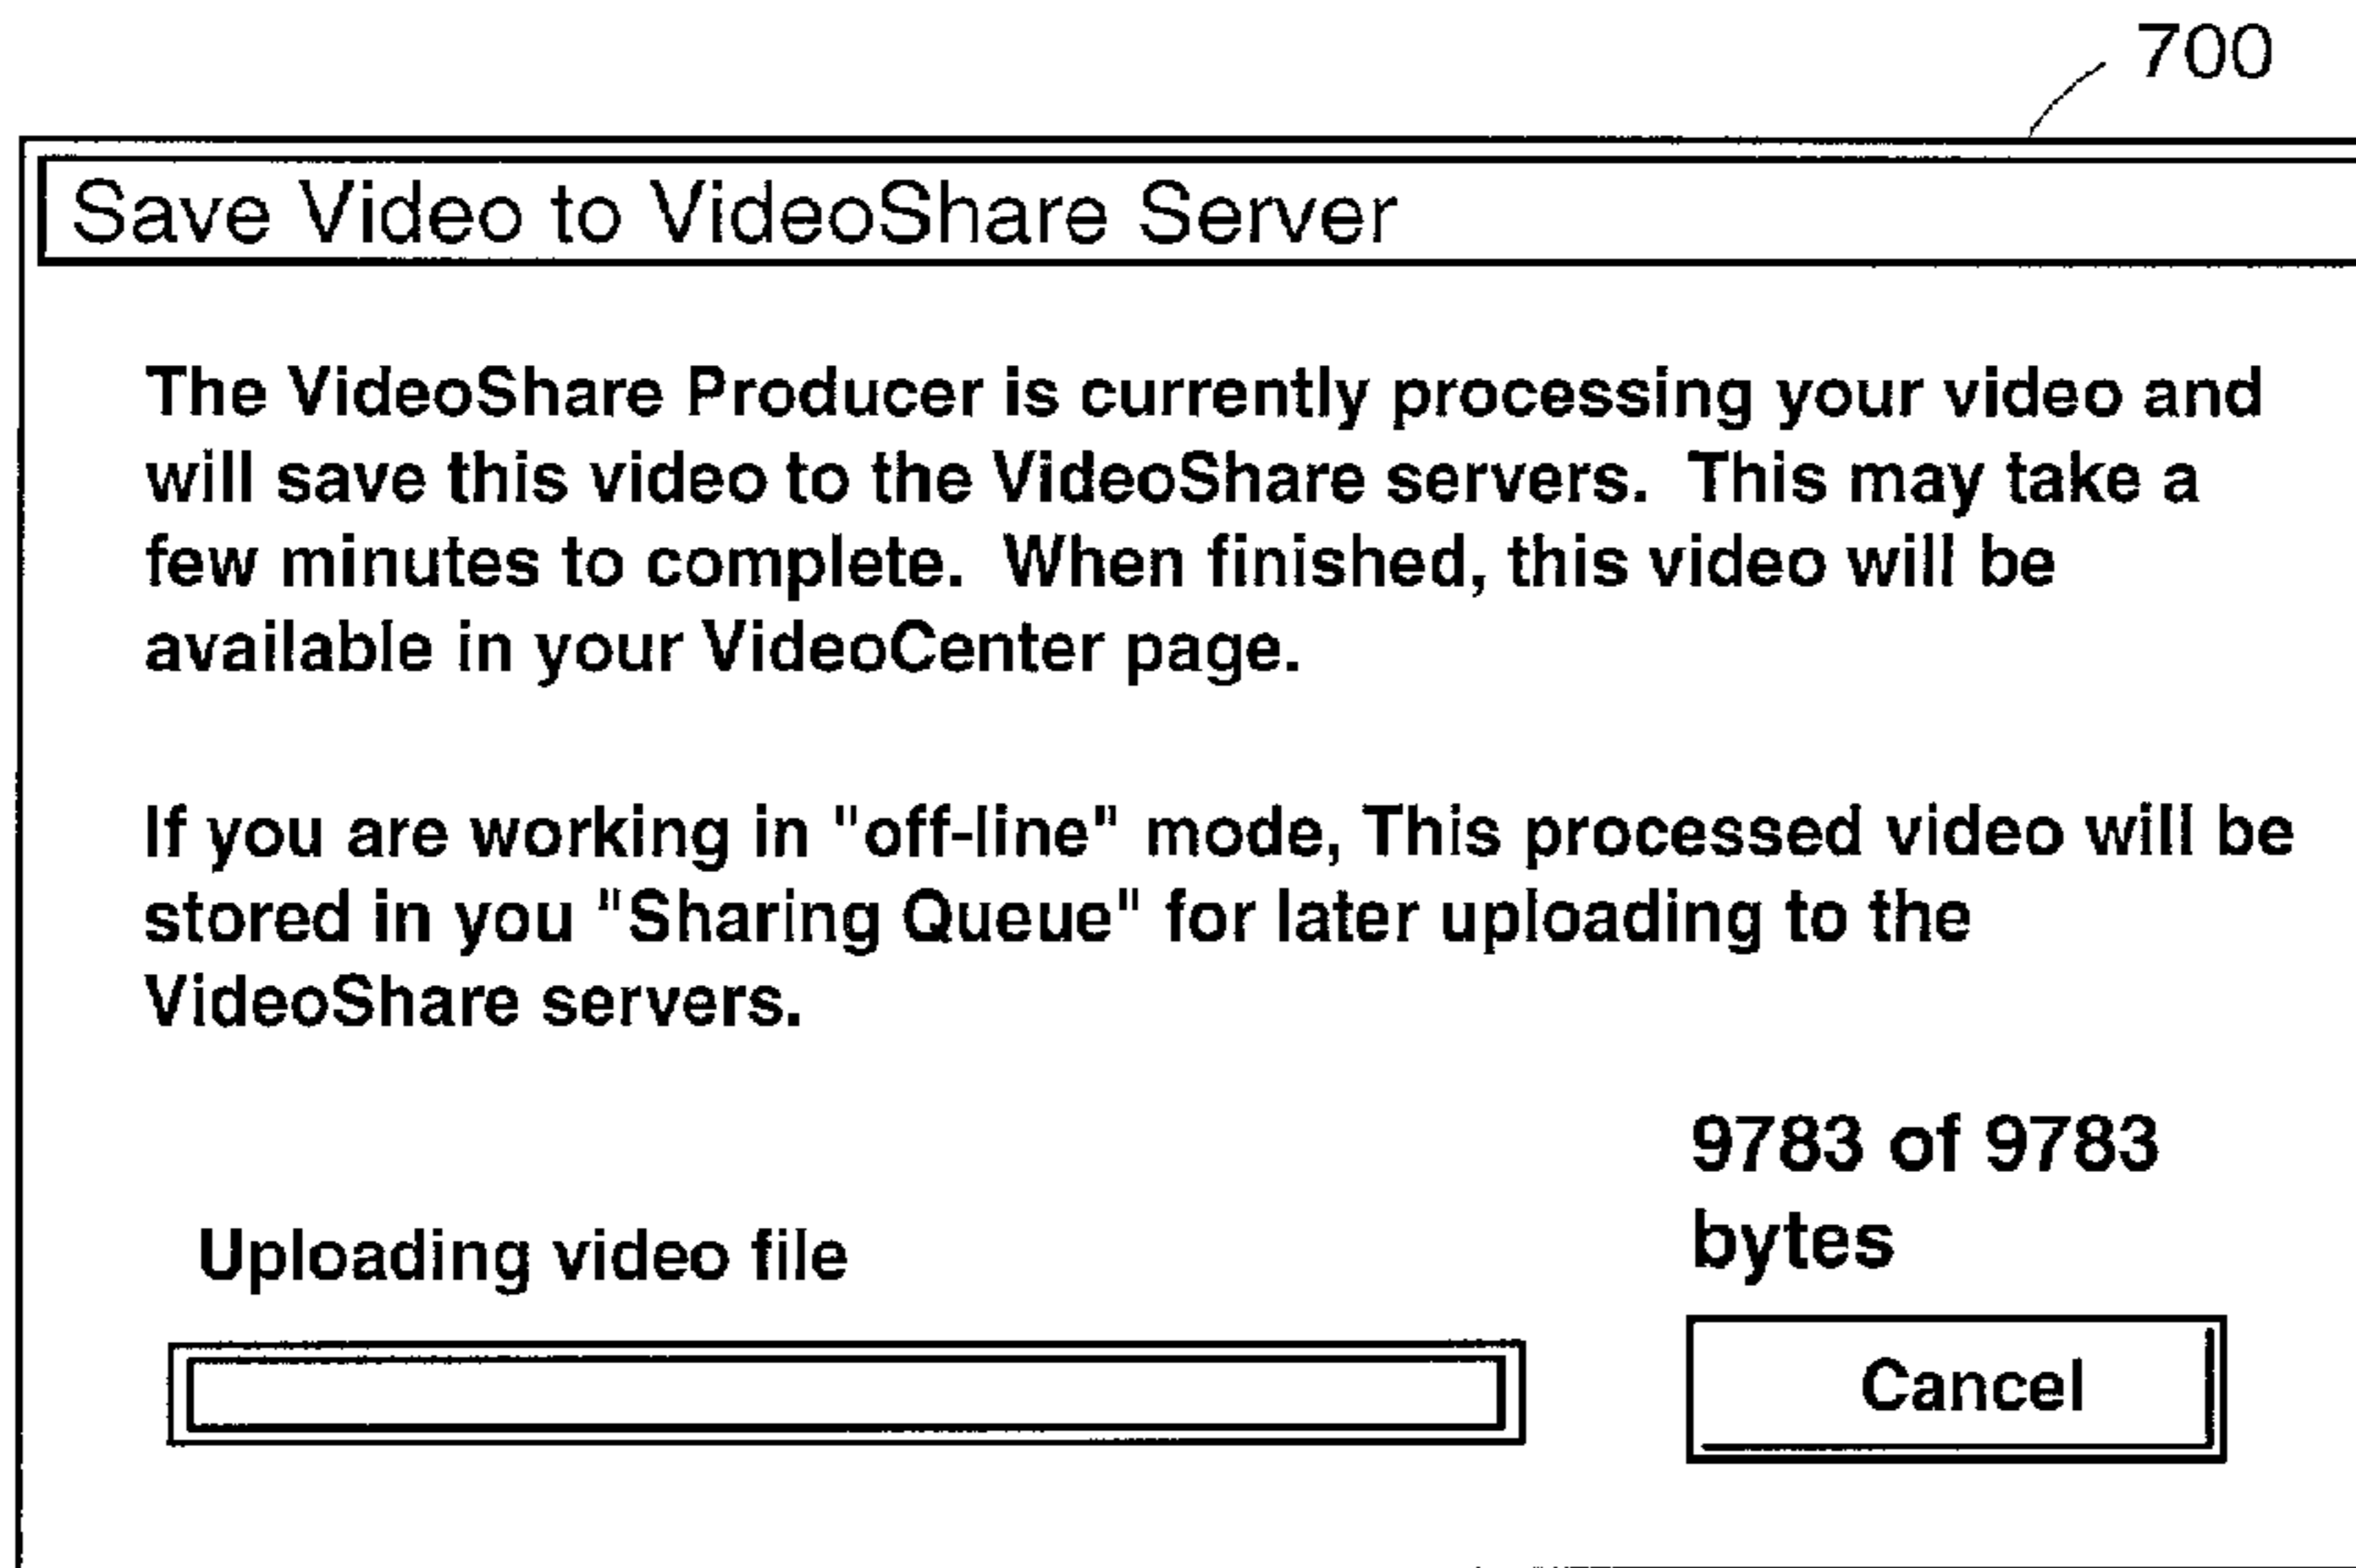 700
Save Video to VideoShare Server
The VideoShare Producer is currently processing your video and
will save this video to the VideoShare servers. This may take a
few minutes to complete. When finished, this video will be
available in your VideoCenter page.
If you are working in "off-line" mode, This processed video will be
stored in you "Sharing Queue" for later uploading to the
VideoShare servers.
9783 of 9783
bytes
Uploading video file
Cancel